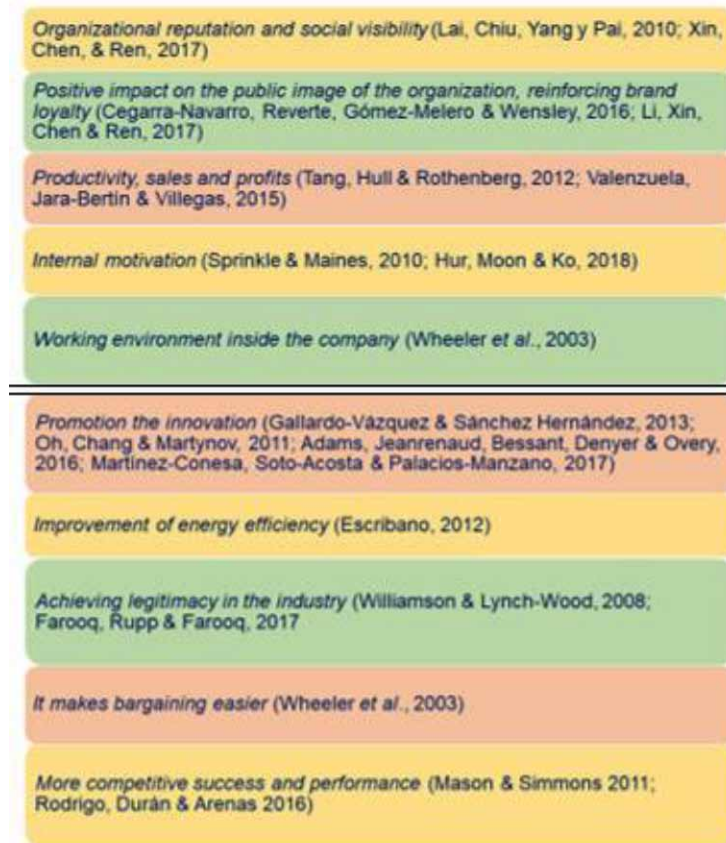 Organizational reputation and social visibility (Lai, Chiu, Yang y Pai, 2010; Xin,
Chen, & Ren, 2017)
Positive impact on the public image of the organization, reinforcing brand
loyalty (Cegarra-Navarro, Reverte, Gómez-Melero & Wensley, 2016; Li, Xin,
Chen & Ren, 2017)
Productivity, sales and profits (Tang, Hull & Rothenberg, 2012; Valenzuela,
Jara-Bertin & Villegas, 2015)
Internal motivation (Sprinkle & Maines, 2010; Hur, Moon & Ko, 2018)
Working environment inside the company (Wheeler et al., 2003)
Promotion the innovation (Gallardo-Vázquez & Sánchez Hernández, 2013;
Oh, Chang & Martynov, 2011; Adams, Jeanrenaud, Bessant, Denyer & Overy,
2016; Martínez-Conesa, Soto-Acosta & Palacios-Manzano, 2017)
Improvement of energy efficiency (Escribano, 2012)
Achieving legitimacy in the industry (Williamson & Lynch-Wood, 2008;
Farooq, Rupp & Farooq, 2017
It makes bargaining easier (Wheeler et al., 2003)
More competitive success and performance (Mason & Simmons 2011;
Rodrigo, Durán & Arenas 2016)